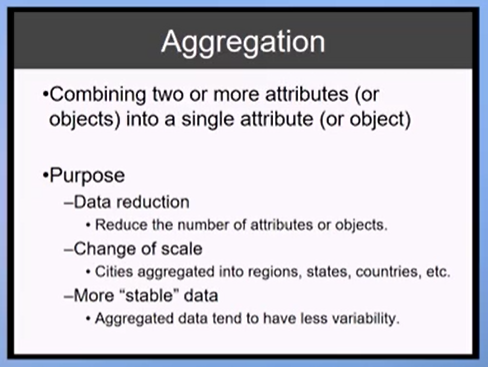 Aggregation
•Combining two or more attributes (or
objects) into a single attribute (or object)
•Purpose
–Data reduction
• Reduce the number of attributes or objects.
–Change of scale
• Cities aggregated into regions, states, countries, etc.
–More “stable” data
• Aggregated data tend to have less variability.